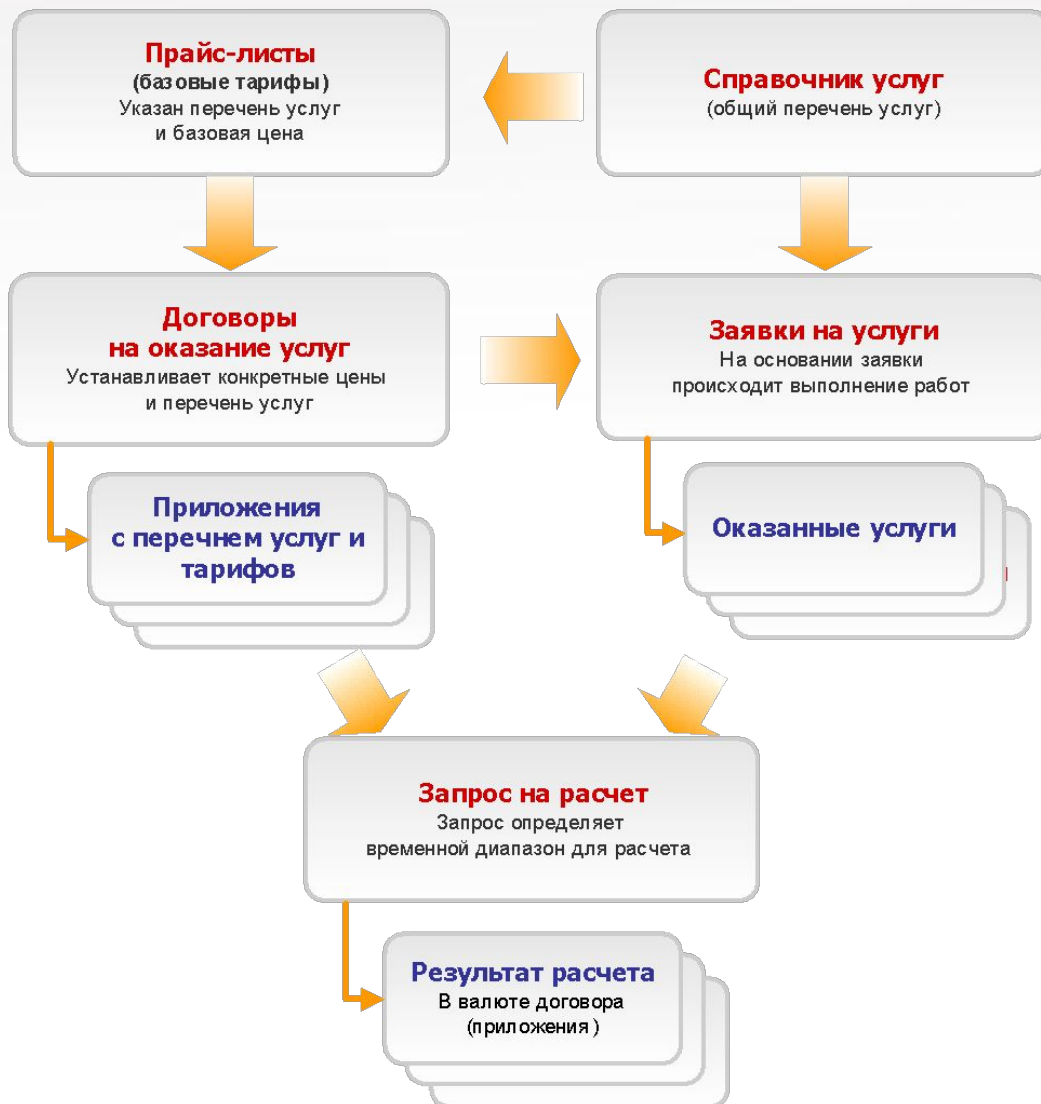 Прайс-листы
(базовые тарифы)
Указан перечень услуг
и базовая цена
Справочник услуг
(общий перечень услуг)
Договоры
на оказание услуг
Устанавливает конкретные цены
и перечень услуг
Заявки на услуги
На основании заявки
происходит выполнение работ
Приложения
с перечнем услуг и
тарифов
Оказанные услуги
Запрос на расчет
Запрос определяет
временной диапазон для расчета
Результат расчета
В валюте договора
(приложения )